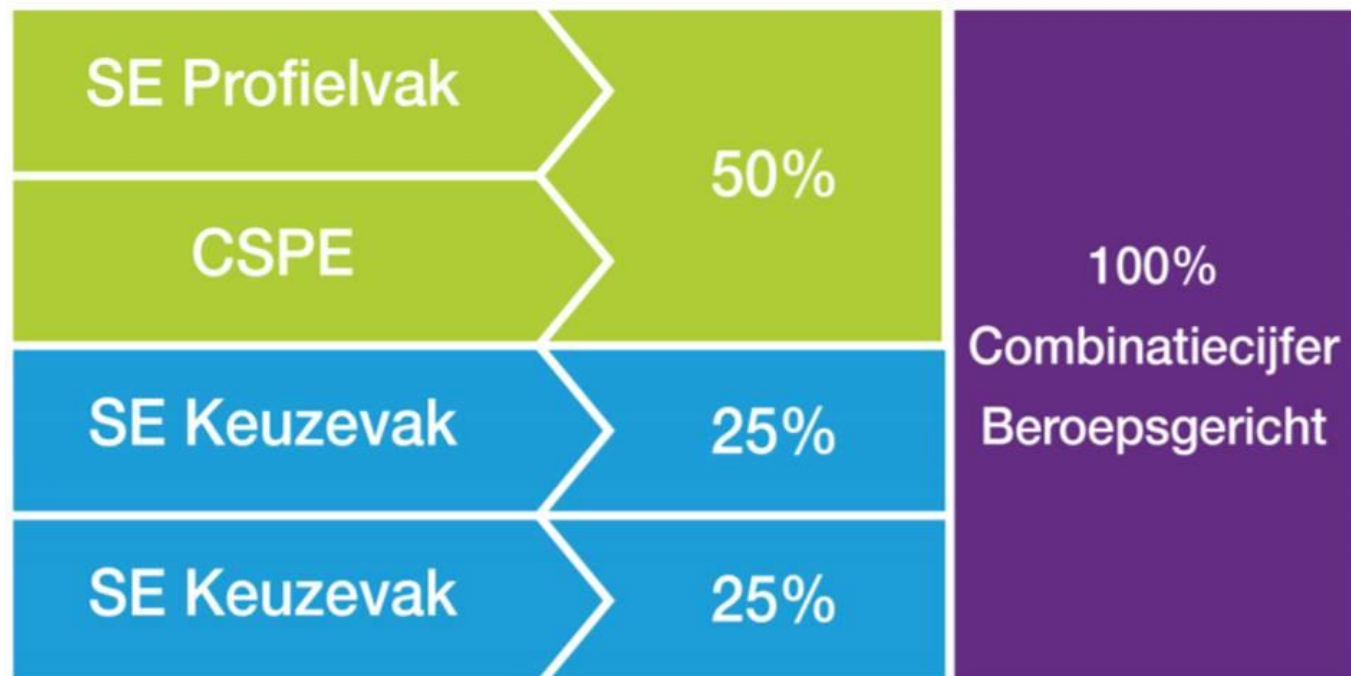 SE Profielvak
50%
CSPE
100%
Combinatiecijfer
Beroepsgericht
SE Keuzevak
25%
SE Keuzevak
25%